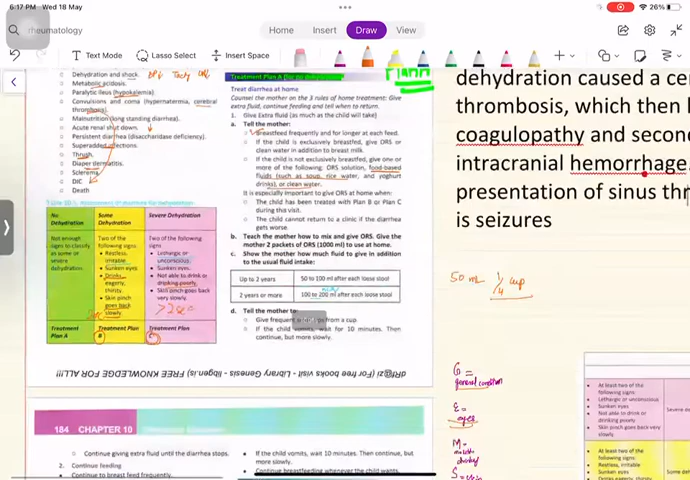 6:17 PM Wed 18 May
26%
rheumatology
Home
Insert
Draw
View
Text Mode
Lasso Select
Insert Space
Dehydration and shock.
Metabolic acidosis.
Paralytic ileus (hypokalemia).
Convulsions and coma (hypernatremia, cerebral
Malnutrition (long standing diarrhea).
Acute renal shut down.
Persistent diarrhea (disaccharidase deficiency).
Superadded infections.
Thrush.
Diaper dermatitis.
Sclerema.
DIC
Death
No Dehydration
Some Dehydration
Severe Dehydration
Not enough signs to classify as some or severe dehydration.
Two of the following signs:
Restless, irritable.
Sunken eyes
Drinks eagerly, thirsty
Skin pinch goes back slowly.
Two of the following signs
Lethargic or unconscious
Sunken eyes.
Not able to drink or drinking poorly.
Skin pinch goes back very slowly.
Treatment Plan A
Treatment Plan B
Treatment Plan C
Treat diarrhea at home
Counsel the mother on the 3 rules of home treatment: Give extra fluid, continue feeding and tell when to return.
1. Give Extra fluid (as much as the child will take)
a. Tell the mother:
Breastfeed frequently and for longer at each feed.
If the child is exclusively breastfed, give ORS or clean water in addition to breast milk.
If the child is not exclusively breastfed, give one or more of the following: ORS solution, food-based fluids (such as soup, rice water, and yoghurt drinks), or clean water.
It is especially important to give ORS at home when:
The child has been treated with Plan B or Plan C during this visit.
The child cannot return to a clinic if the diarrhea gets worse.
b. Teach the mother how to mix and give ORS. Give the mother 2 packets of ORS (1000 ml) to use at home.
c. Show the mother how much fluid to give in addition to the usual fluid intake:
Up to 2 years
50 to 100 ml after each loose stool
2 years or more
100 to 200 ml after each loose stool
d. Tell the mother to:
Give frequent
from a cup
If the child vomits, wait for 10 minutes. Then continue, but more slowly.
dRf@zI (For free books visit - Library Genesis - libgen.is) FREE KNOWLEDGE FOR ALL!!!
184 CHAPTER 10
Continue giving extra fluid until the diarrhea stops.
2. Continue feeding
Continue to breast feed frequently.
If the child vomits, wait 10 minutes. Then continue, but more slowly.
Continue breastfeeding whenever the child wants.
dehydration caused a
thrombosis, which then
coagulopathy and
intracranial hemorrhage.
presentation of sinus
is seizures
50 mL 1/4 cup
G =
general condition
E =
eyes
M =
S =
At least two of the following signs:
Lethargic or unconscious
Sunken eyes
Not able to drink or drinking poorly
Skin pinch goes back very slowly
At least two of the following signs:
Restless, irritable
Sunken eyes